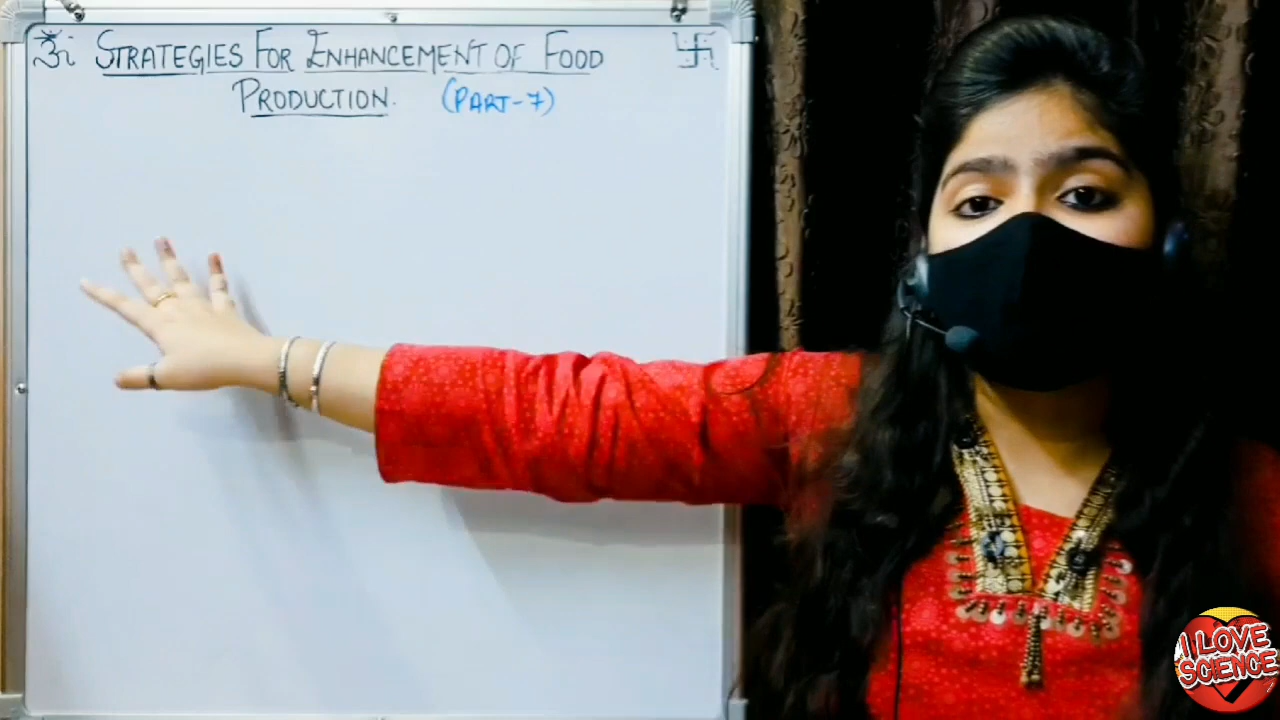 ૐ STRATEGIES FOR ENHANCEMENT OF FOOD 卐
PRODUCTION. (PART-7)
I LOVE
SCIENCE